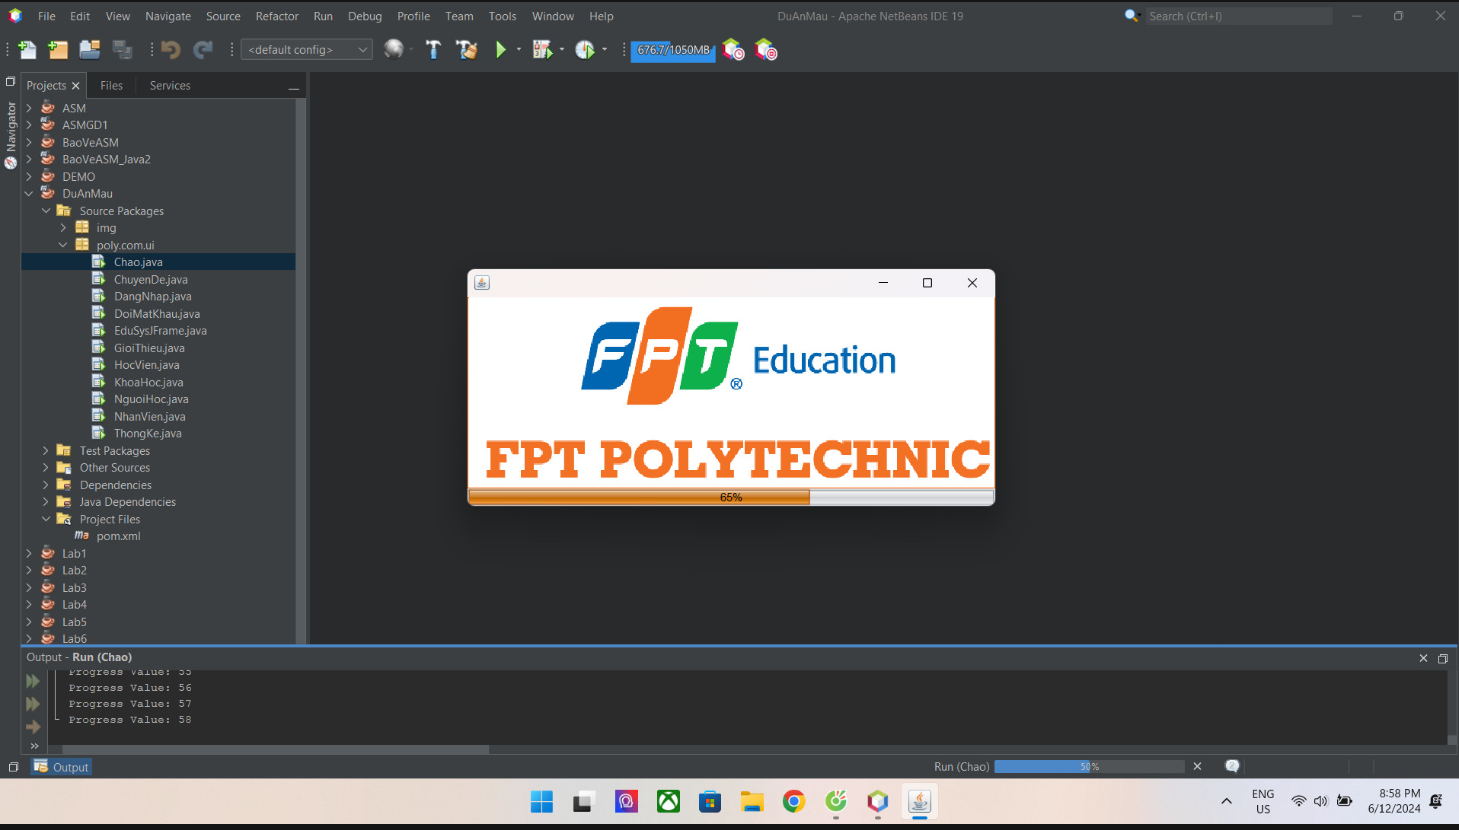 File Edit View Navigate Source Refactor Run Debug Profile Team Tools Window Help
DuAnMau - Apache NetBeans IDE 19
Search (Ctrl+I)
<default config>
676.7/1050MB
Projects Files Services
Navigator
ASM
ASMGD1
BaoVeASM
BaoVeASM_Java2
DEMO
DuAnMau
Source Packages
img
poly.com.ui
Chao.java
ChuyenDe.java
DangNhap.java
DoiMatKhau.java
EduSysJFrame.java
GioiThieu.java
HocVien.java
KhoaHoc.java
NguoiHoc.java
NhanVien.java
ThongKe.java
Test Packages
Other Sources
Dependencies
Java Dependencies
Project Files
pom.xml
Lab1
Lab2
Lab3
Lab4
Lab5
Lab6
FPT® Education
FPT POLYTECHNIC
65%
Output - Run (Chao)
Progress Value: 55
Progress Value: 56
Progress Value: 57
Progress Value: 58
Output
Run (Chao) 50%
ENG
US
8:58 PM
6/12/2024